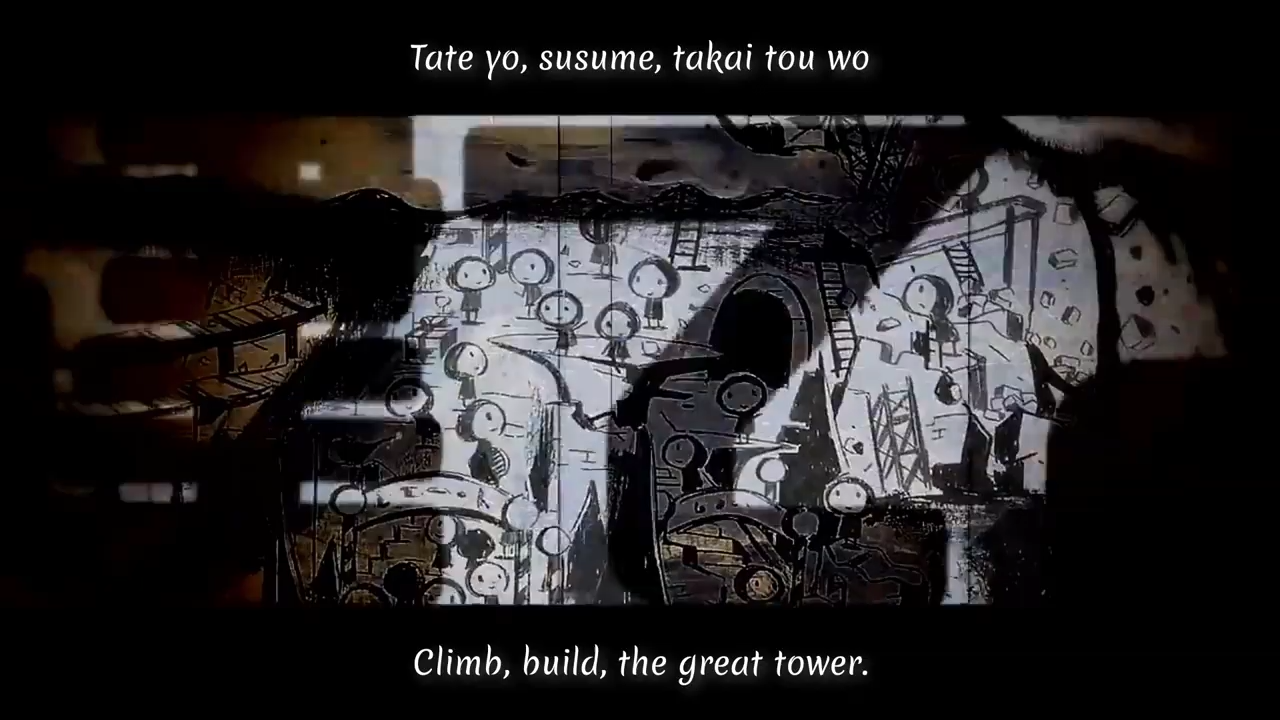 Tate yo, susume, takai tou wo
Climb, build, the great tower.